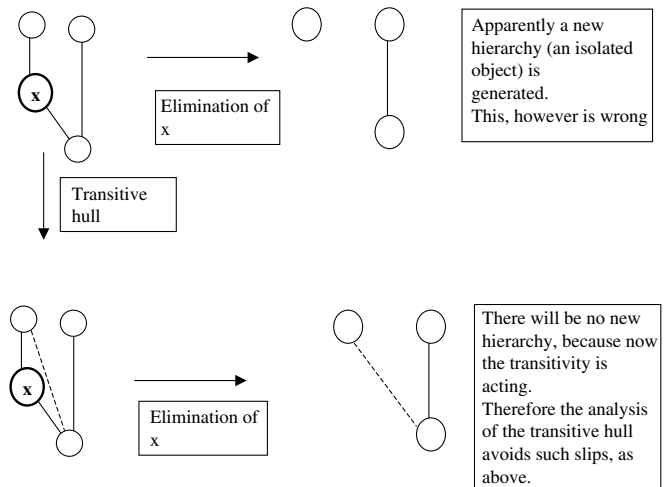 Apparently a new
hierarchy (an isolated
object) is
generated.
This, however is wrong
x
Elimination of
x
Transitive
hull
There will be no new
hierarchy, because now
the transitivity is
acting.
Therefore the analysis
of the transitive hull
avoids such slips, as
above.
x
Elimination of
x